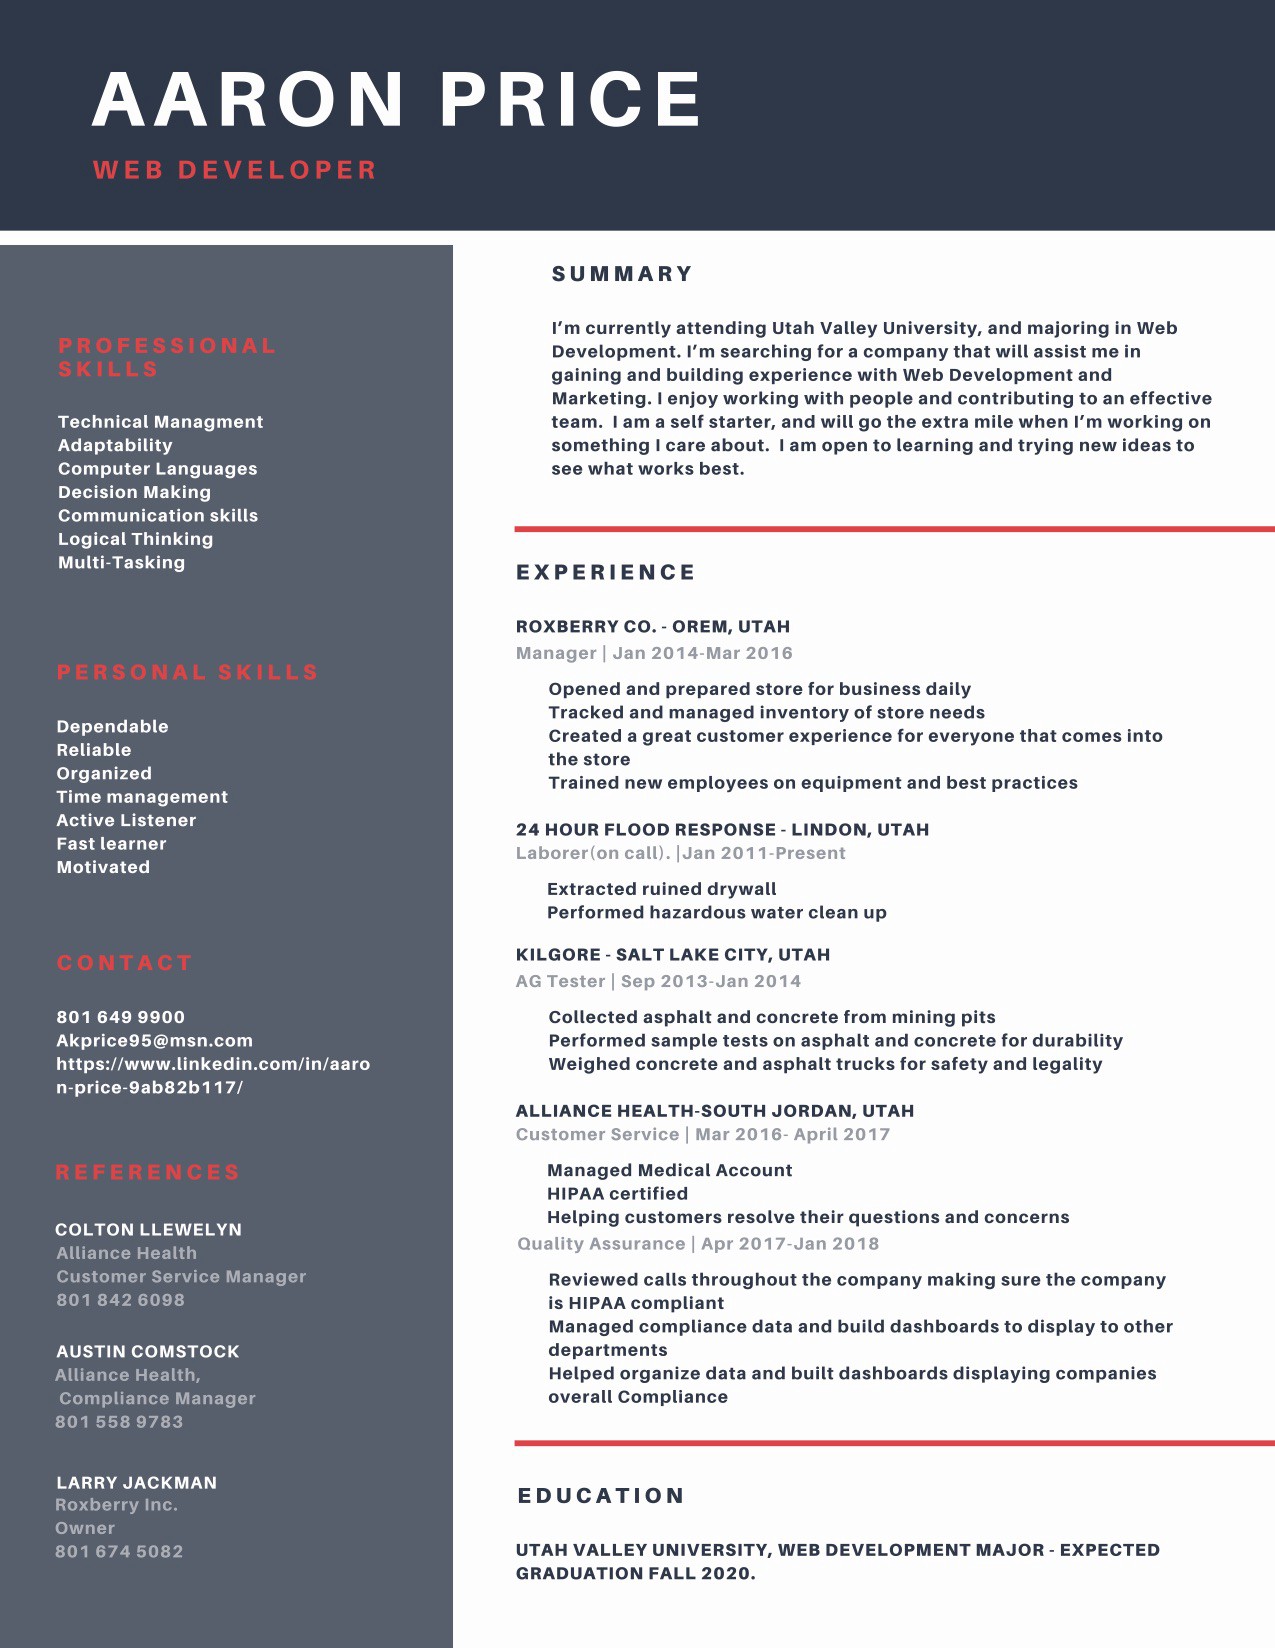 AARON PRICE
WEB DEVELOPER
PROFESSIONAL
SKILLS
Technical Managment
Adaptability
Computer Languages
Decision Making
Communication skills
Logical Thinking
Multi-Tasking
PERSONAL SKILLS
Dependable
Reliable
Organized
Time management
Active Listener
Fast learner
Motivated
CONTACT
801 649 9900
Akprice95@msn.com
https://www.linkedin.com/in/aaro
n-price-9ab82b117/
REFERENCES
COLTON LLEWELYN
Alliance Health
Customer Service Manager
801 842 6098
AUSTIN COMSTOCK
Alliance Health,
Compliance Manager
801 558 9783
LARRY JACKMAN
Roxberry Inc.
Owner
801 674 5082
SUMMARY
I'm currently attending Utah Valley University, and majoring in Web
Development. I'm searching for a company that will assist me in
gaining and building experience with Web Development and
Marketing. I enjoy working with people and contributing to an effective
team.  I am a self starter, and will go the extra mile when I'm working on
something I care about.  I am open to learning and trying new ideas to
see what works best.
EXPERIENCE
ROXBERRY CO. - OREM, UTAH
Manager | Jan 2014-Mar 2016
Opened and prepared store for business daily
Tracked and managed inventory of store needs
Created a great customer experience for everyone that comes into
the store
Trained new employees on equipment and best practices
24 HOUR FLOOD RESPONSE - LINDON, UTAH
Laborer(on call). |Jan 2011-Present
Extracted ruined drywall
Performed hazardous water clean up
KILGORE - SALT LAKE CITY, UTAH
AG Tester | Sep 2013-Jan 2014
Collected asphalt and concrete from mining pits
Performed sample tests on asphalt and concrete for durability
Weighed concrete and asphalt trucks for safety and legality
ALLIANCE HEALTH-SOUTH JORDAN, UTAH
Customer Service | Mar 2016- April 2017
Managed Medical Account
HIPAA certified
Helping customers resolve their questions and concerns
Quality Assurance | Apr 2017-Jan 2018
Reviewed calls throughout the company making sure the company
is HIPAA compliant
Managed compliance data and build dashboards to display to other
departments
Helped organize data and built dashboards displaying companies
overall Compliance
EDUCATION
UTAH VALLEY UNIVERSITY, WEB DEVELOPMENT MAJOR - EXPECTED
GRADUATION FALL 2020.